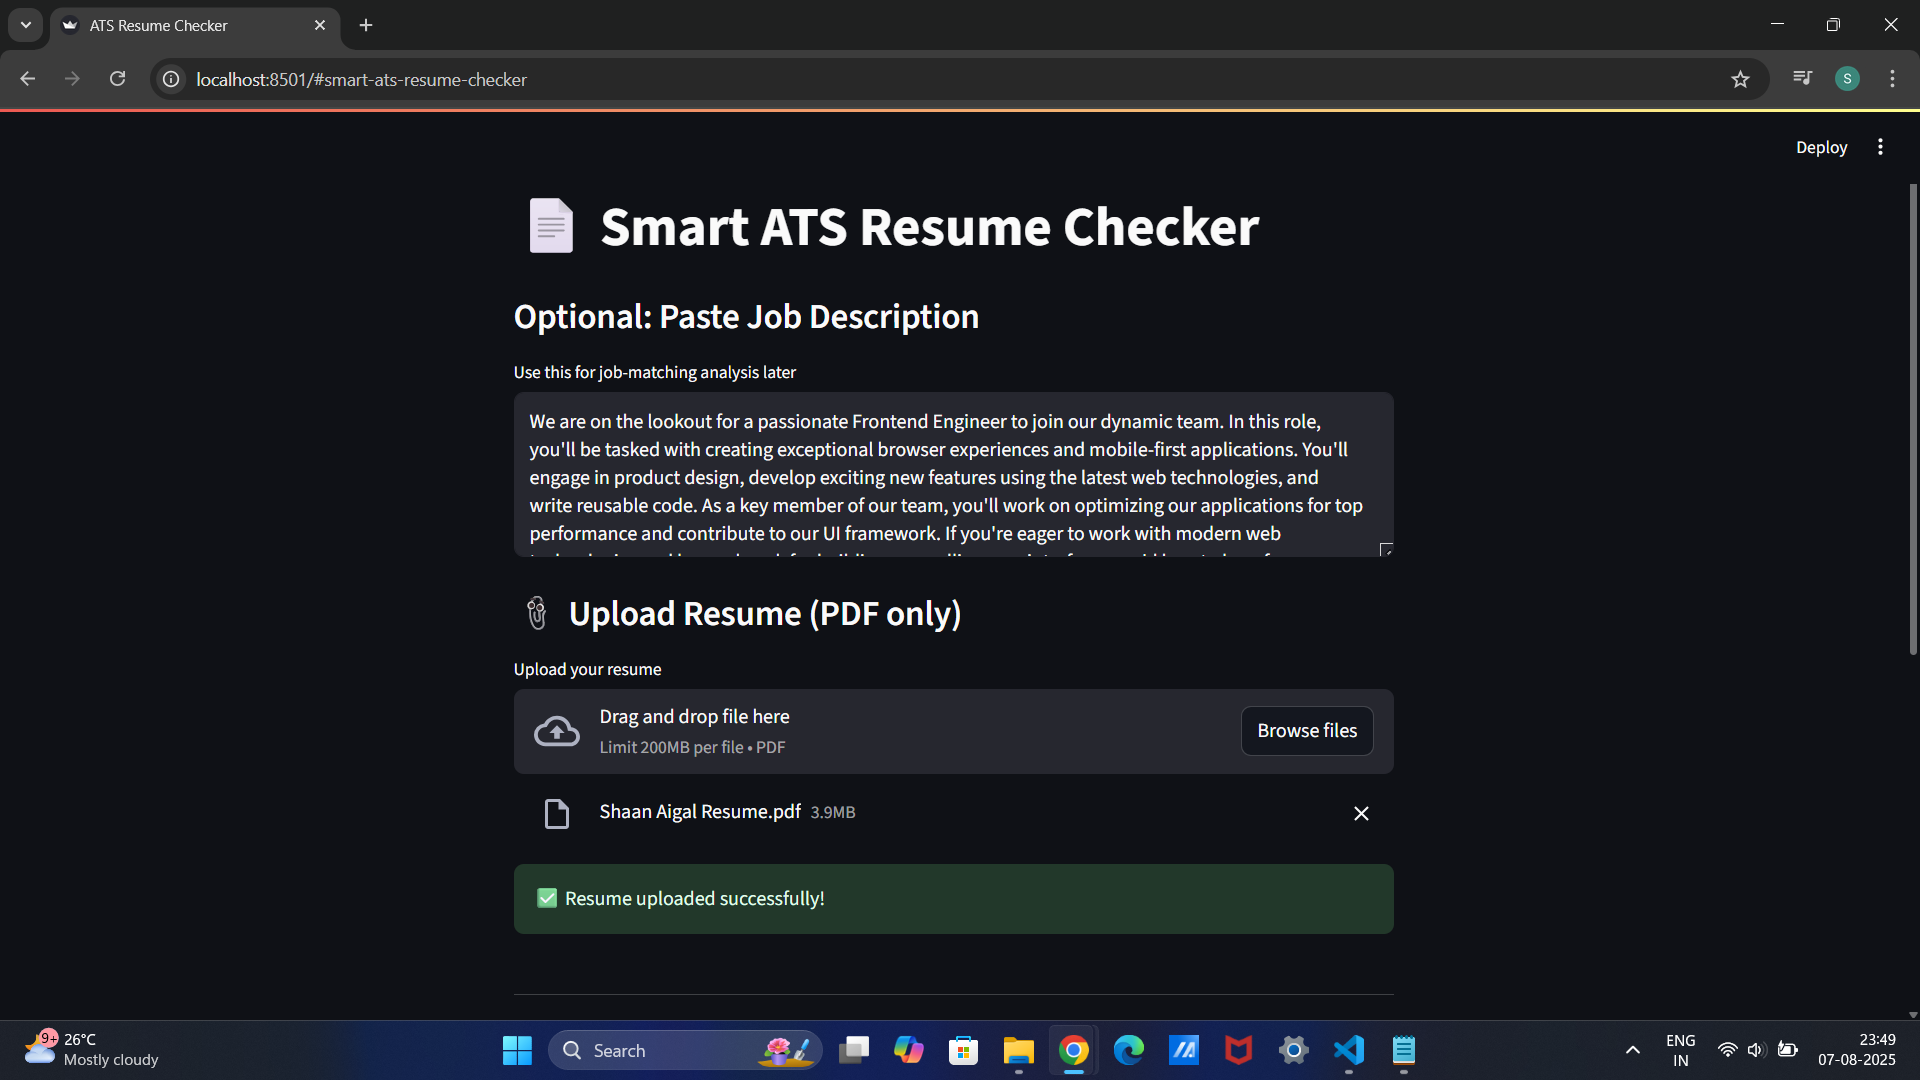 ATS Resume Checker
localhost:8501/#smart-ats-resume-checker
S
Deploy
Smart ATS Resume Checker
Optional: Paste Job Description
Use this for job-matching analysis later
We are on the lookout for a passionate Frontend Engineer to join our dynamic team. In this role,
you'll be tasked with creating exceptional browser experiences and mobile-first applications. You'll
engage in product design, develop exciting new features using the latest web technologies, and
write reusable code. As a key member of our team, you'll work on optimizing our applications for top
performance and contribute to our UI framework. If you're eager to work with modern web
Upload Resume (PDF only)
Upload your resume
Drag and drop file here
Limit 200MB per file • PDF
Browse files
Shaan Aigal Resume.pdf 3.9MB
Resume uploaded successfully!
9+
26°C
Mostly cloudy
Search
ENG
IN
23:49
07-08-2025